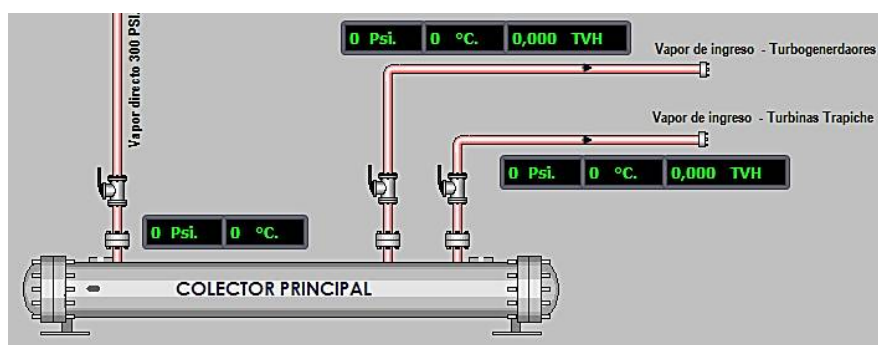 Vapor directo 300 PSI.
0 Psi. 0 °C. 0,000 TVH
Vapor de ingreso - Turbogenerdaores
Vapor de ingreso - Turbinas Trapiche
0 Psi. 0 °C. 0,000 TVH
0 Psi. 0 °C.
COLECTOR PRINCIPAL